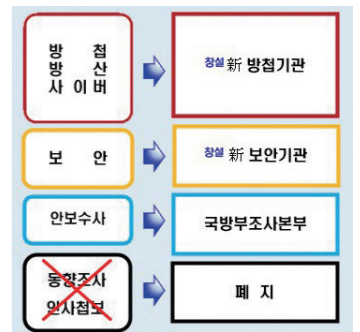 방 첩
방 산
사 이 버
창설 新 방첩기관
보 안
창설 新 보안기관
안보수사
국방부조사본부
동향조사
인사첩보
폐 지